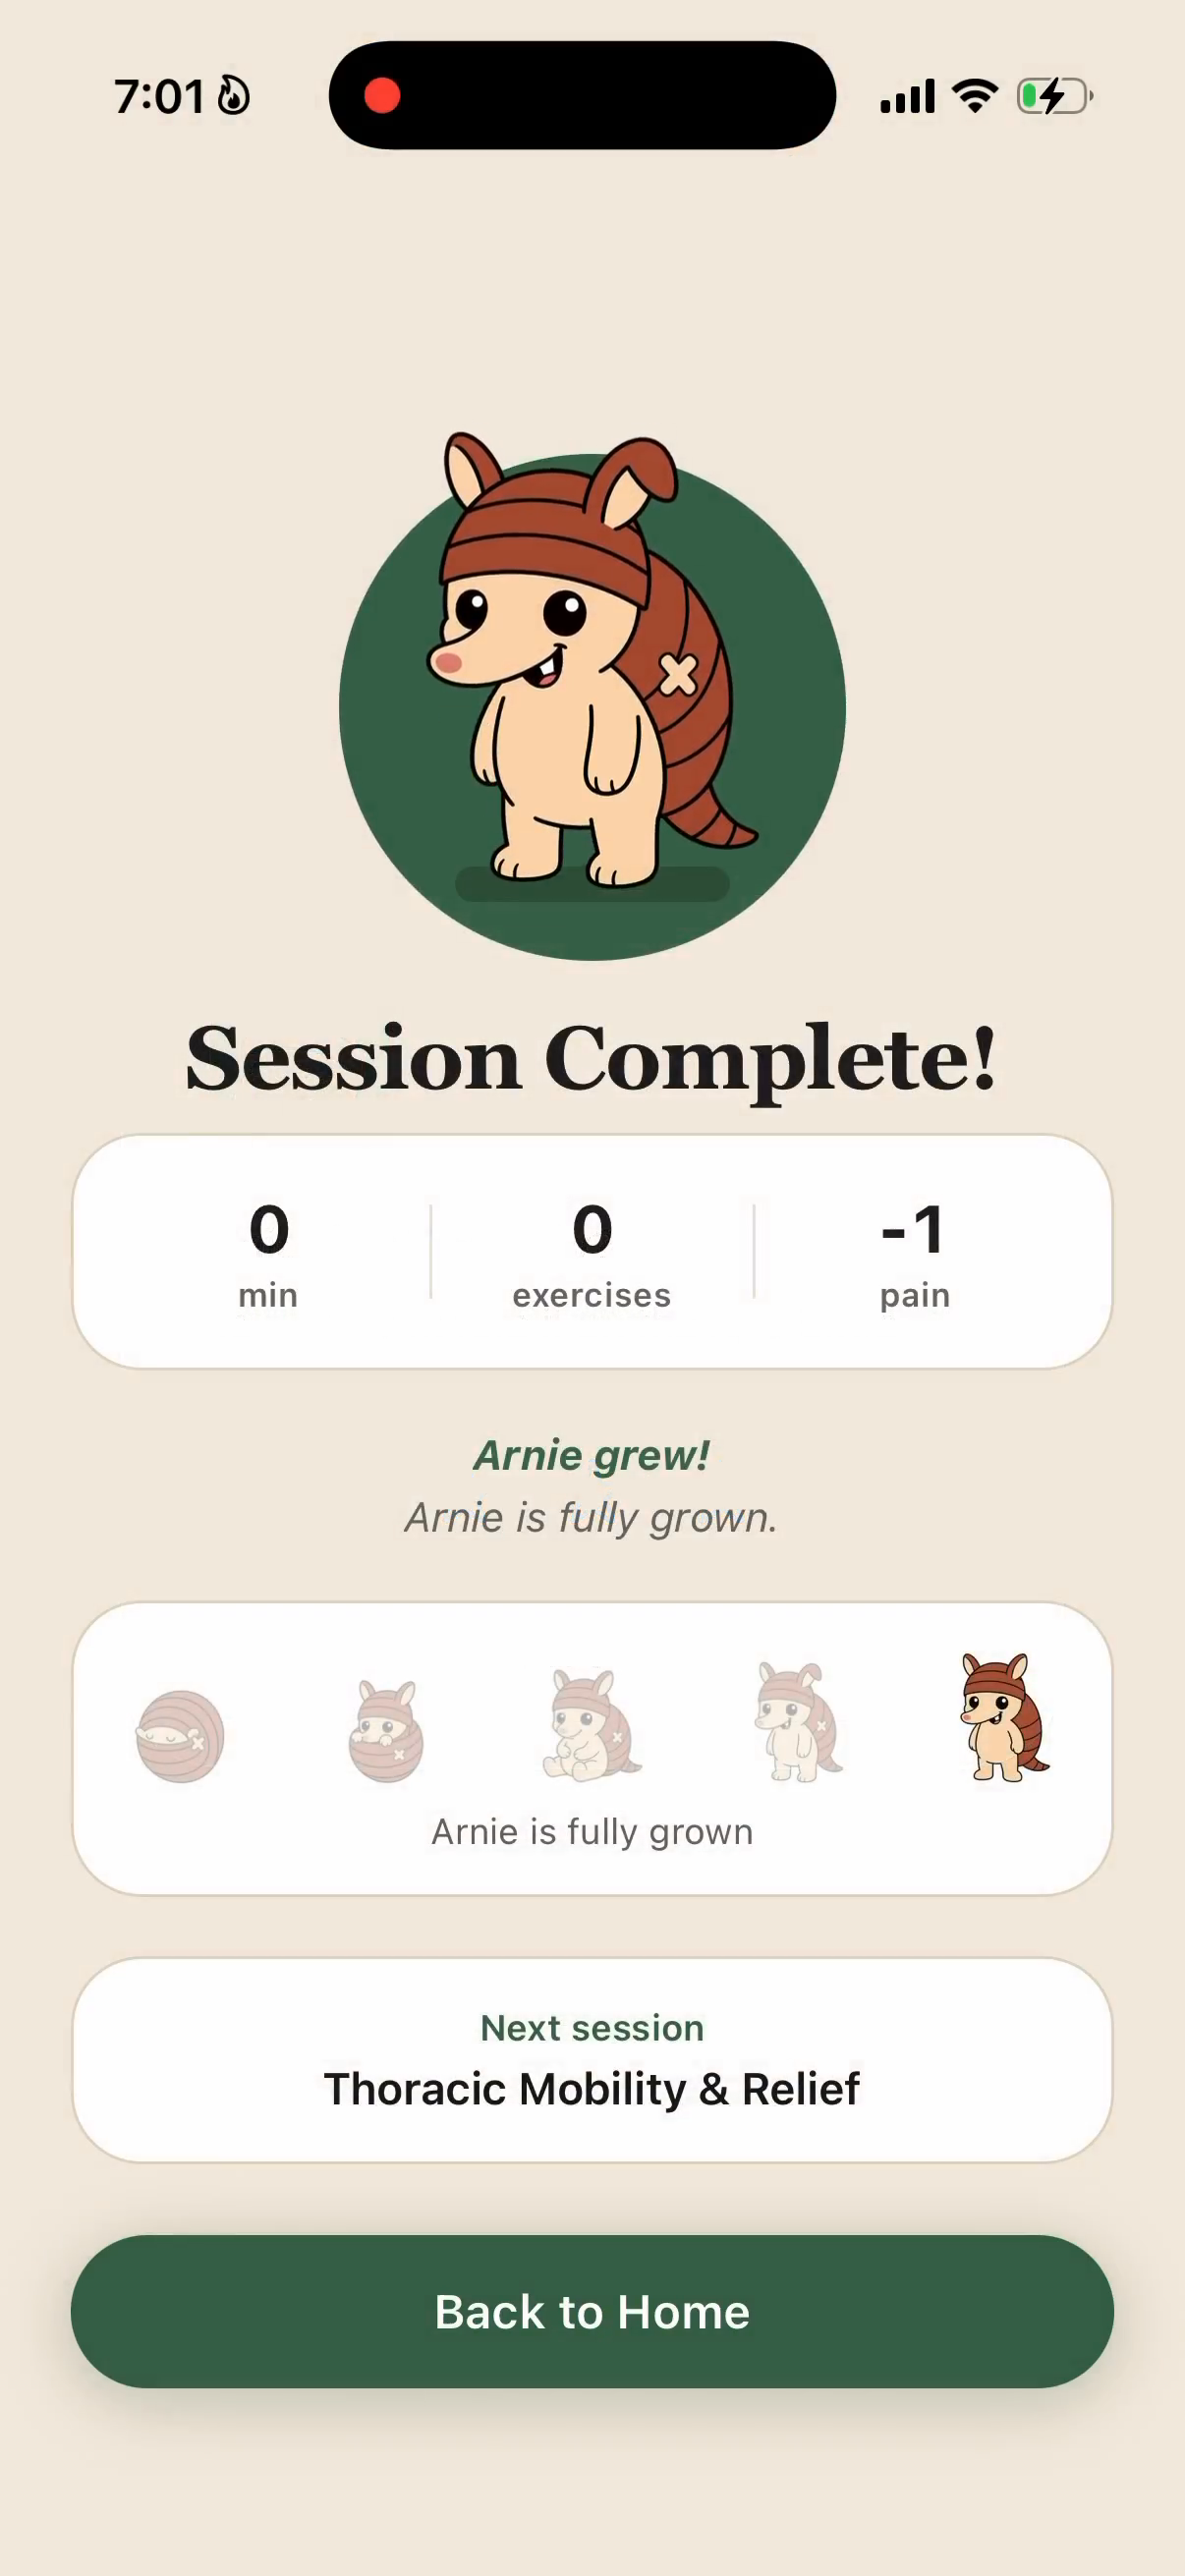 7:01
Session Complete!
0
min
0
exercises
-1
pain
Arnie grew!
Arnie is fully grown.
Arnie is fully grown
Next session
Thoracic Mobility & Relief
Back to Home